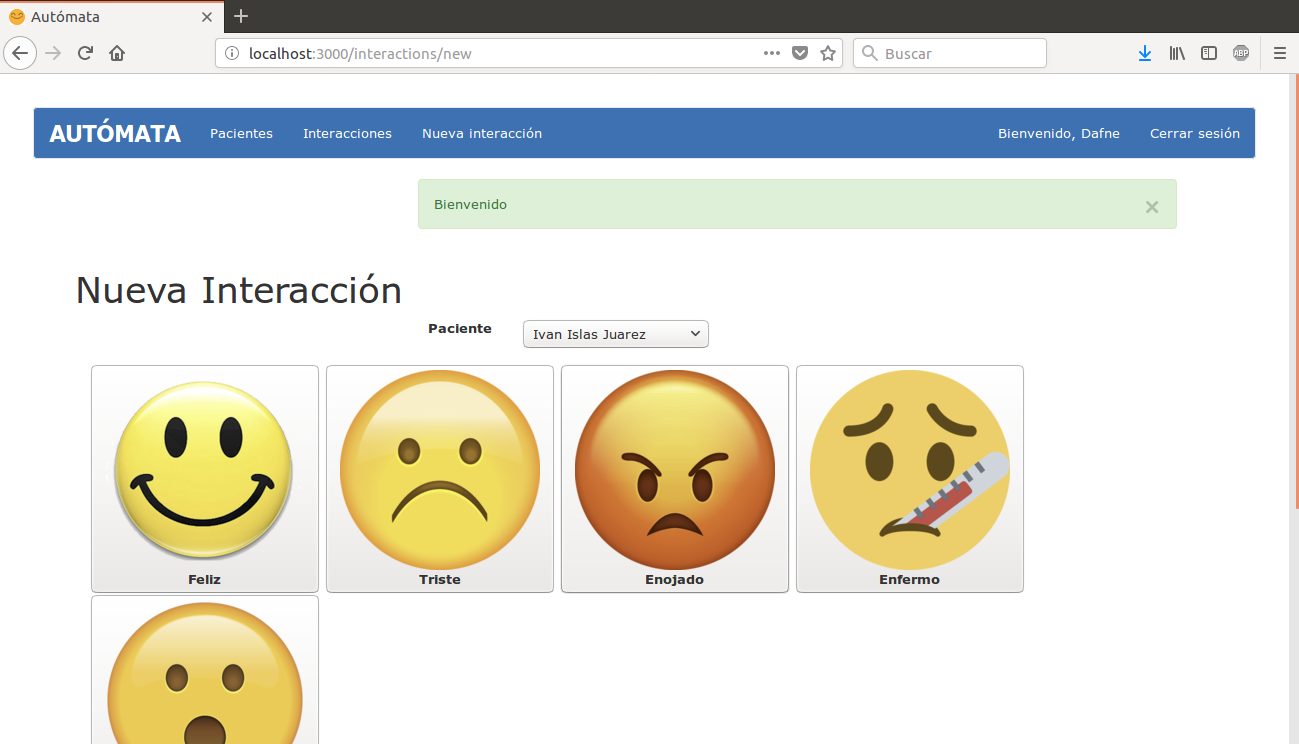 Autómata
localhost:3000/interactions/new
Buscar
ABP
AUTÓMATA Pacientes Interacciones Nueva interacción Bienvenido, Dafne Cerrar sesión
Bienvenido ×
Nueva Interacción
Paciente Ivan Islas Juarez
Feliz Triste Enojado Enfermo